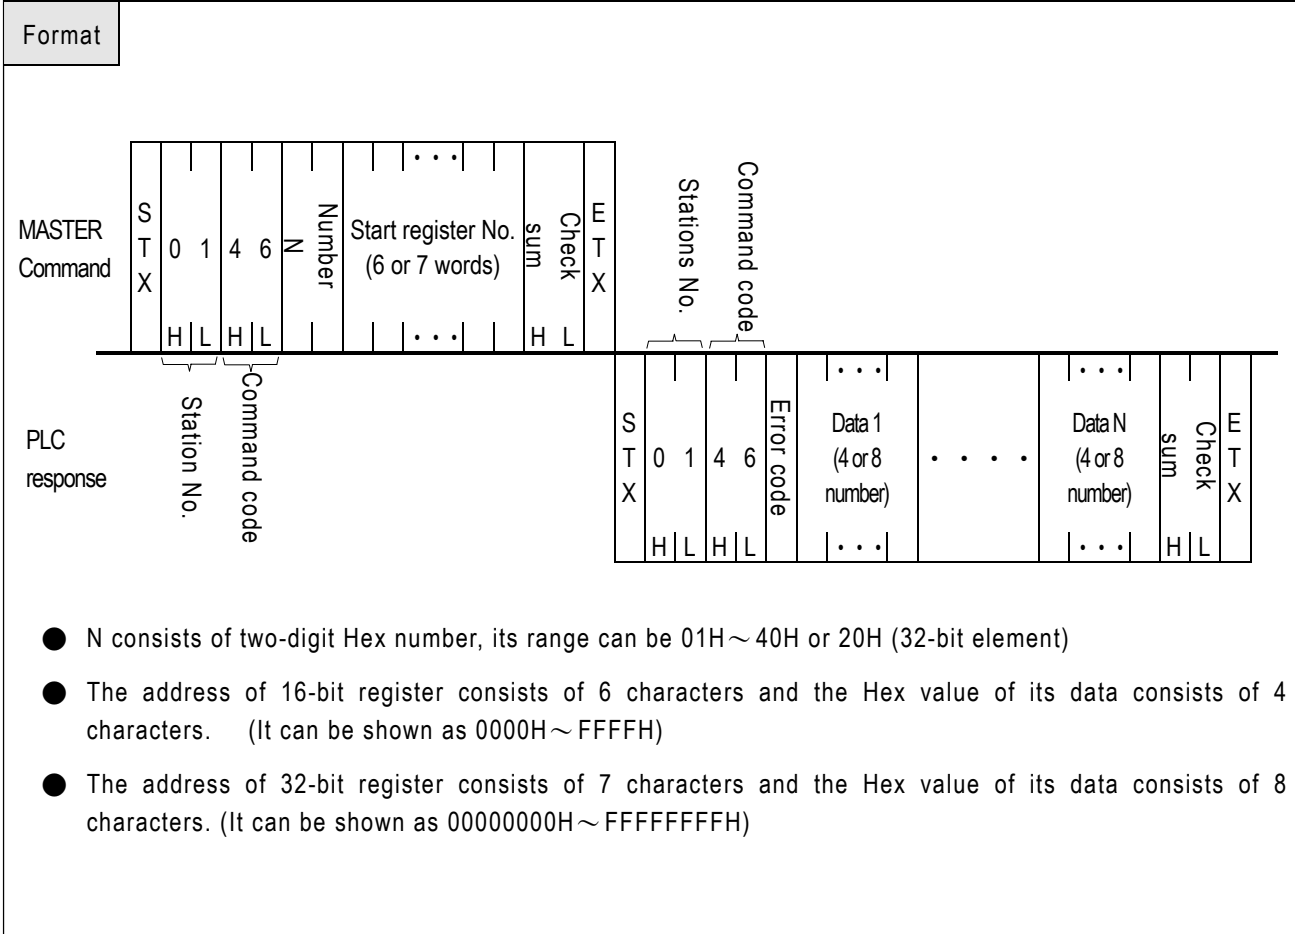 Format
MASTER
Command
S
T
X
0 1
4 6
N
Number
Start register No.
(6 or 7 words)
sum
Check
E
T
X
H L H L
• • •
• • •
H L
Station No.
Command code
Stations No.
Command code
PLC
response
S
T
X
0 1
4 6
Error code
• • •
Data 1
(4 or 8
number)
• • •
• • • •
• • •
Data N
(4 or 8
number)
• • •
sum
Check
E
T
X
H L H L
H L
● N consists of two-digit Hex number, its range can be 01H～40H or 20H (32-bit element)
● The address of 16-bit register consists of 6 characters and the Hex value of its data consists of 4
characters. (It can be shown as 0000H～FFFFH)
● The address of 32-bit register consists of 7 characters and the Hex value of its data consists of 8
characters. (It can be shown as 00000000H～FFFFFFFFH)